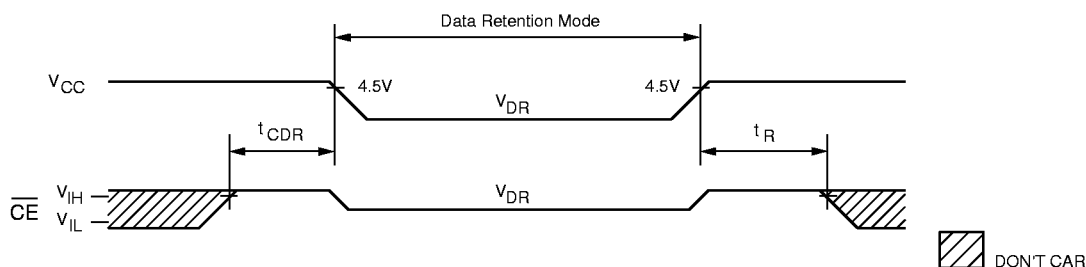 Data Retention Mode
VCC
4.5V
VDR
4.5V
tCDR
tR
CE
VIH
VIL
VDR
DON'T CAR